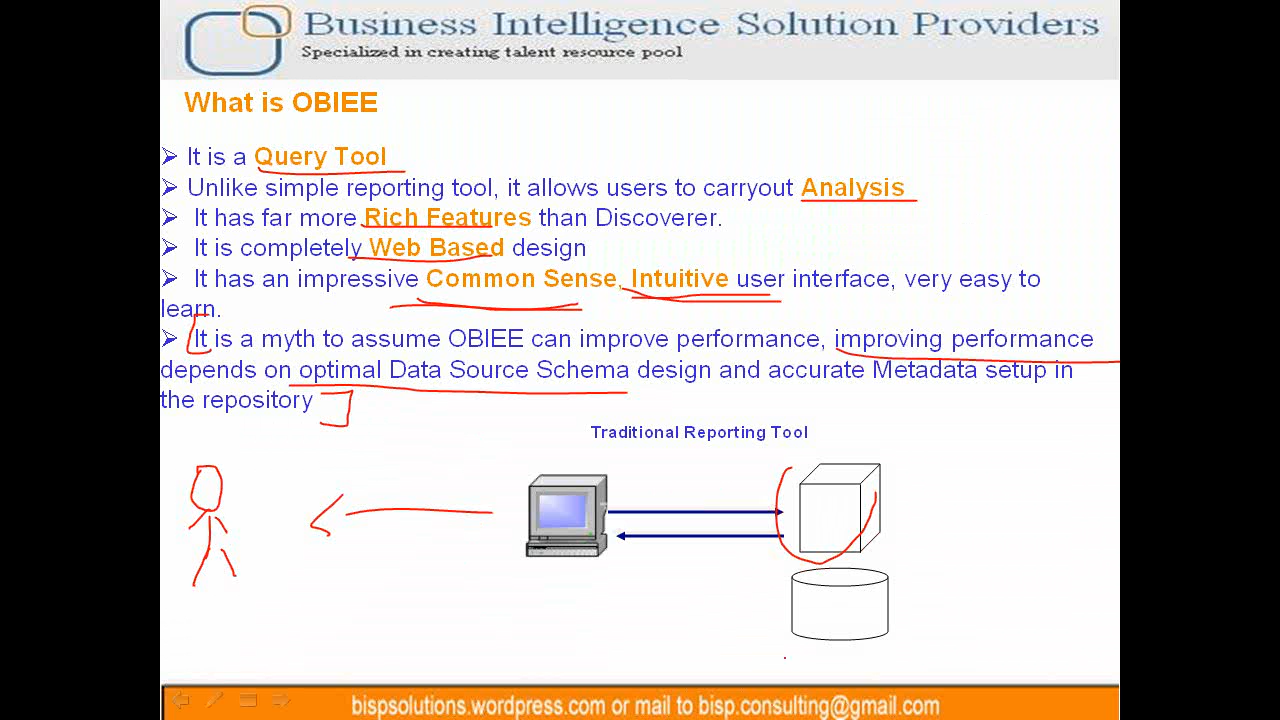 Business Intelligence Solution Providers
Specialized in creating talent resource pool
What is OBIEE
It is a Query Tool
Unlike simple reporting tool, it allows users to carryout Analysis
It has far more Rich Features than Discoverer.
It is completely Web Based design
It has an impressive Common Sense, Intuitive user interface, very easy to
learn.
It is a myth to assume OBIEE can improve performance, improving performance
depends on optimal Data Source Schema design and accurate Metadata setup in
the repository
Traditional Reporting Tool
bispsolutions.wordpress.com or mail to bisp.consulting@gmail.com